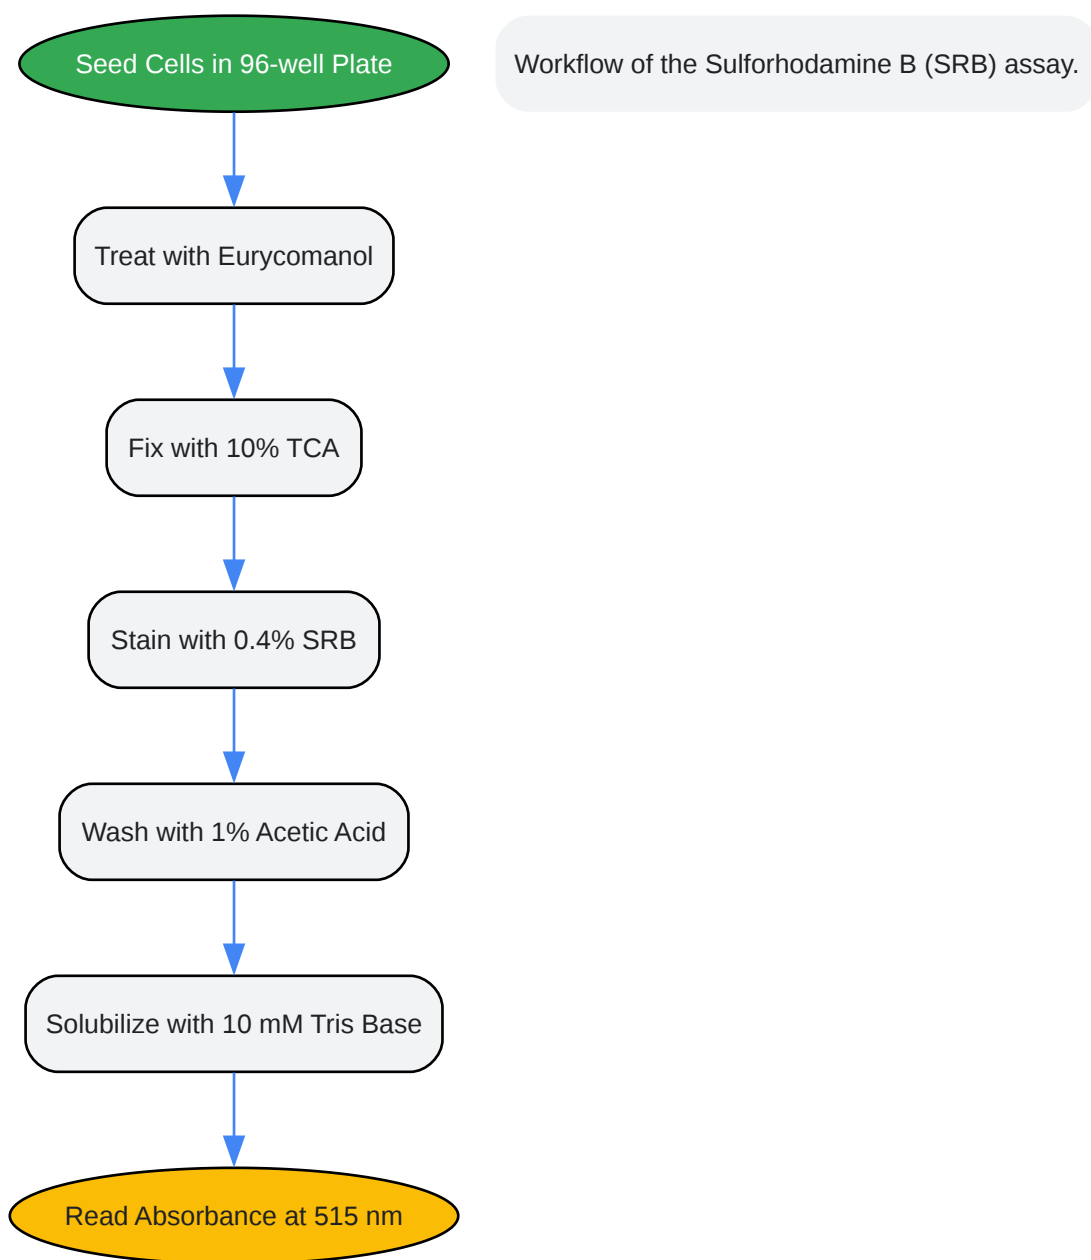 Seed Cells in 96-well Plate
Workflow of the Sulforhodamine B (SRB) assay.
Treat with Eurycomanol
Fix with 10% TCA
Stain with 0.4% SRB
Wash with 1% Acetic Acid
Solubilize with 10 mM Tris Base
Read Absorbance at 515 nm